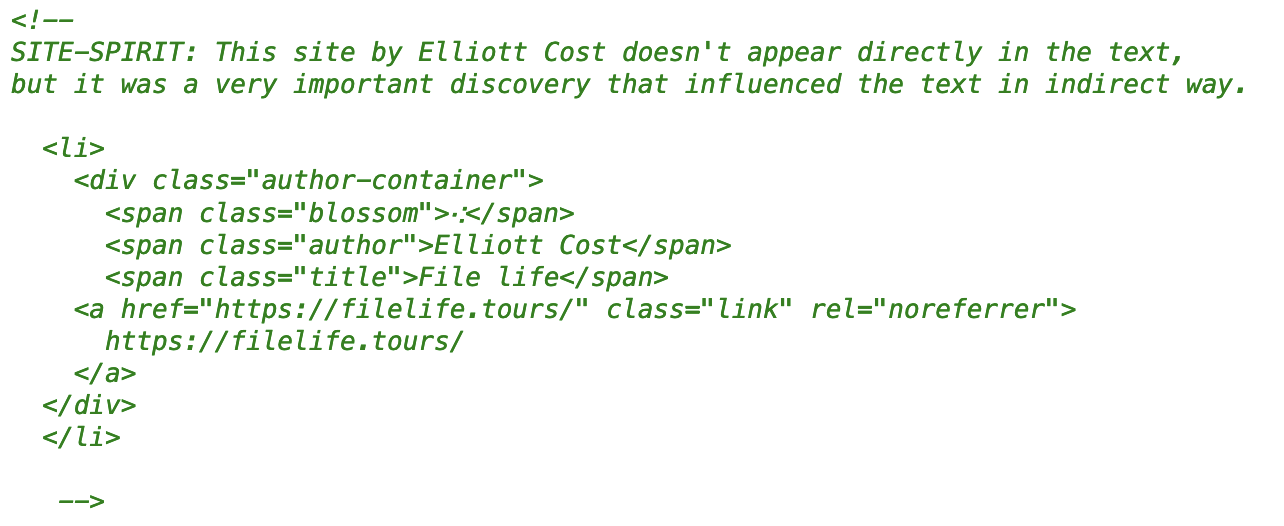 <!--
SITE-SPIRIT: This site by Elliott Cost doesn't appear directly in the text,
but it was a very important discovery that influenced the text in indirect way.
<li>
<div class="author-container">
<span class="blossom">⁖</span>
<span class="author">Elliott Cost</span>
<span class="title">File life</span>
<a href="https://filelife.tours/" class="link" rel="noreferrer">
https://filelife.tours/
</a>
</div>
</li>
-->